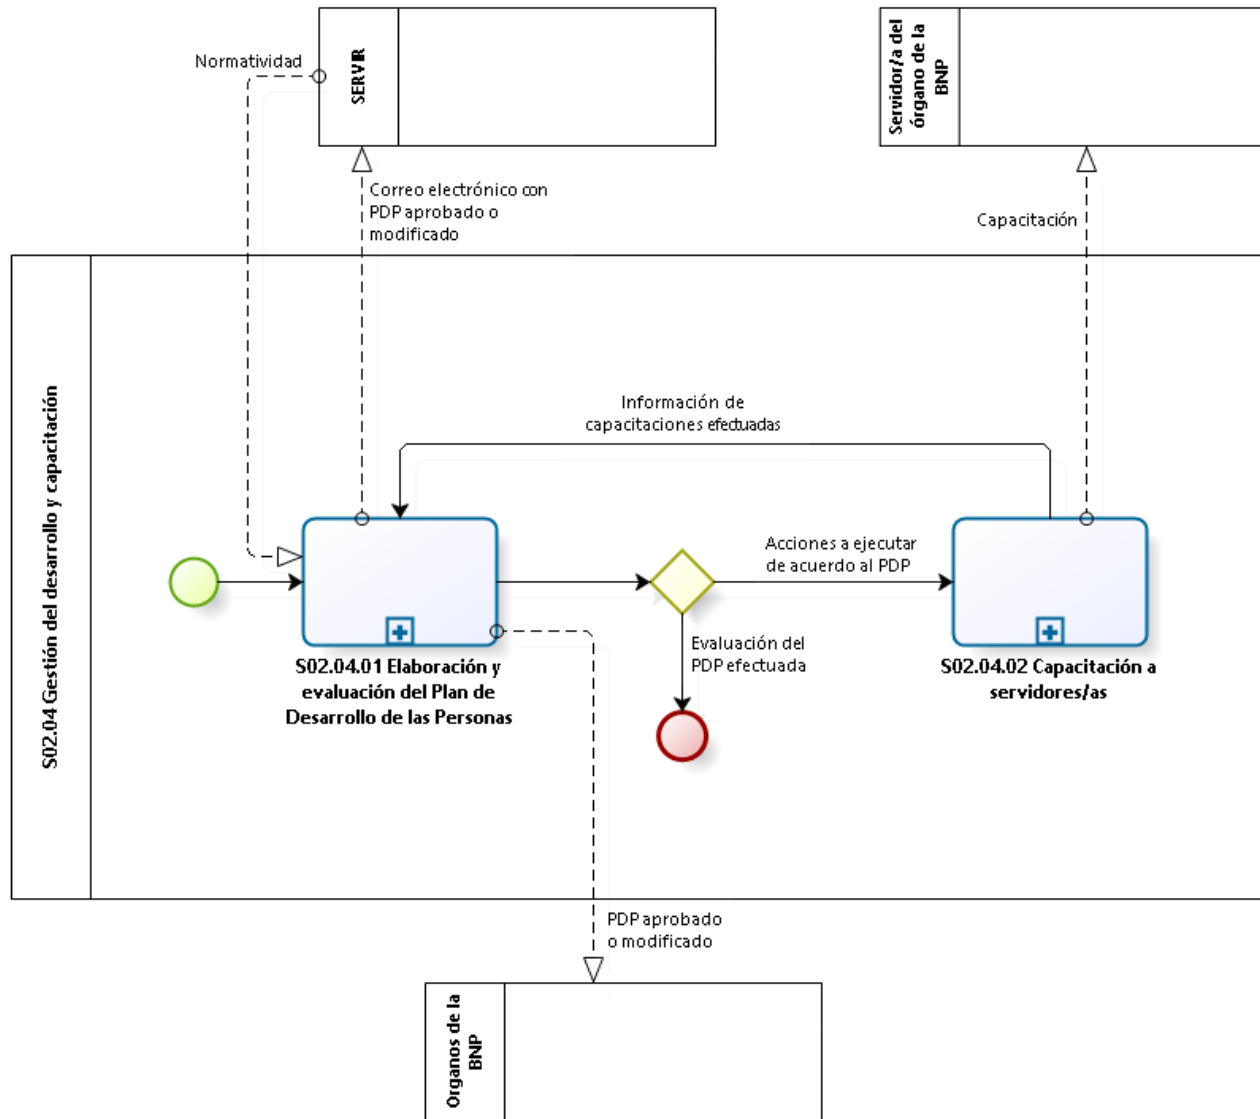 Normatividad
SERVIR
Servidor/a del
órgano de la
BNP
Correo electrónico con
PDP aprobado o
modificado
Capacitación
S02.04 Gestión del desarrollo y capacitación
Información de
capacitaciones efectuadas
Acciones a ejecutar
de acuerdo al PDP
Evaluación del
PDP efectuada
S02.04.01 Elaboración y
evaluación del Plan de
Desarrollo de las Personas
S02.04.02 Capacitación a
servidores/as
PDP aprobado
o modificado
Organos de la
BNP